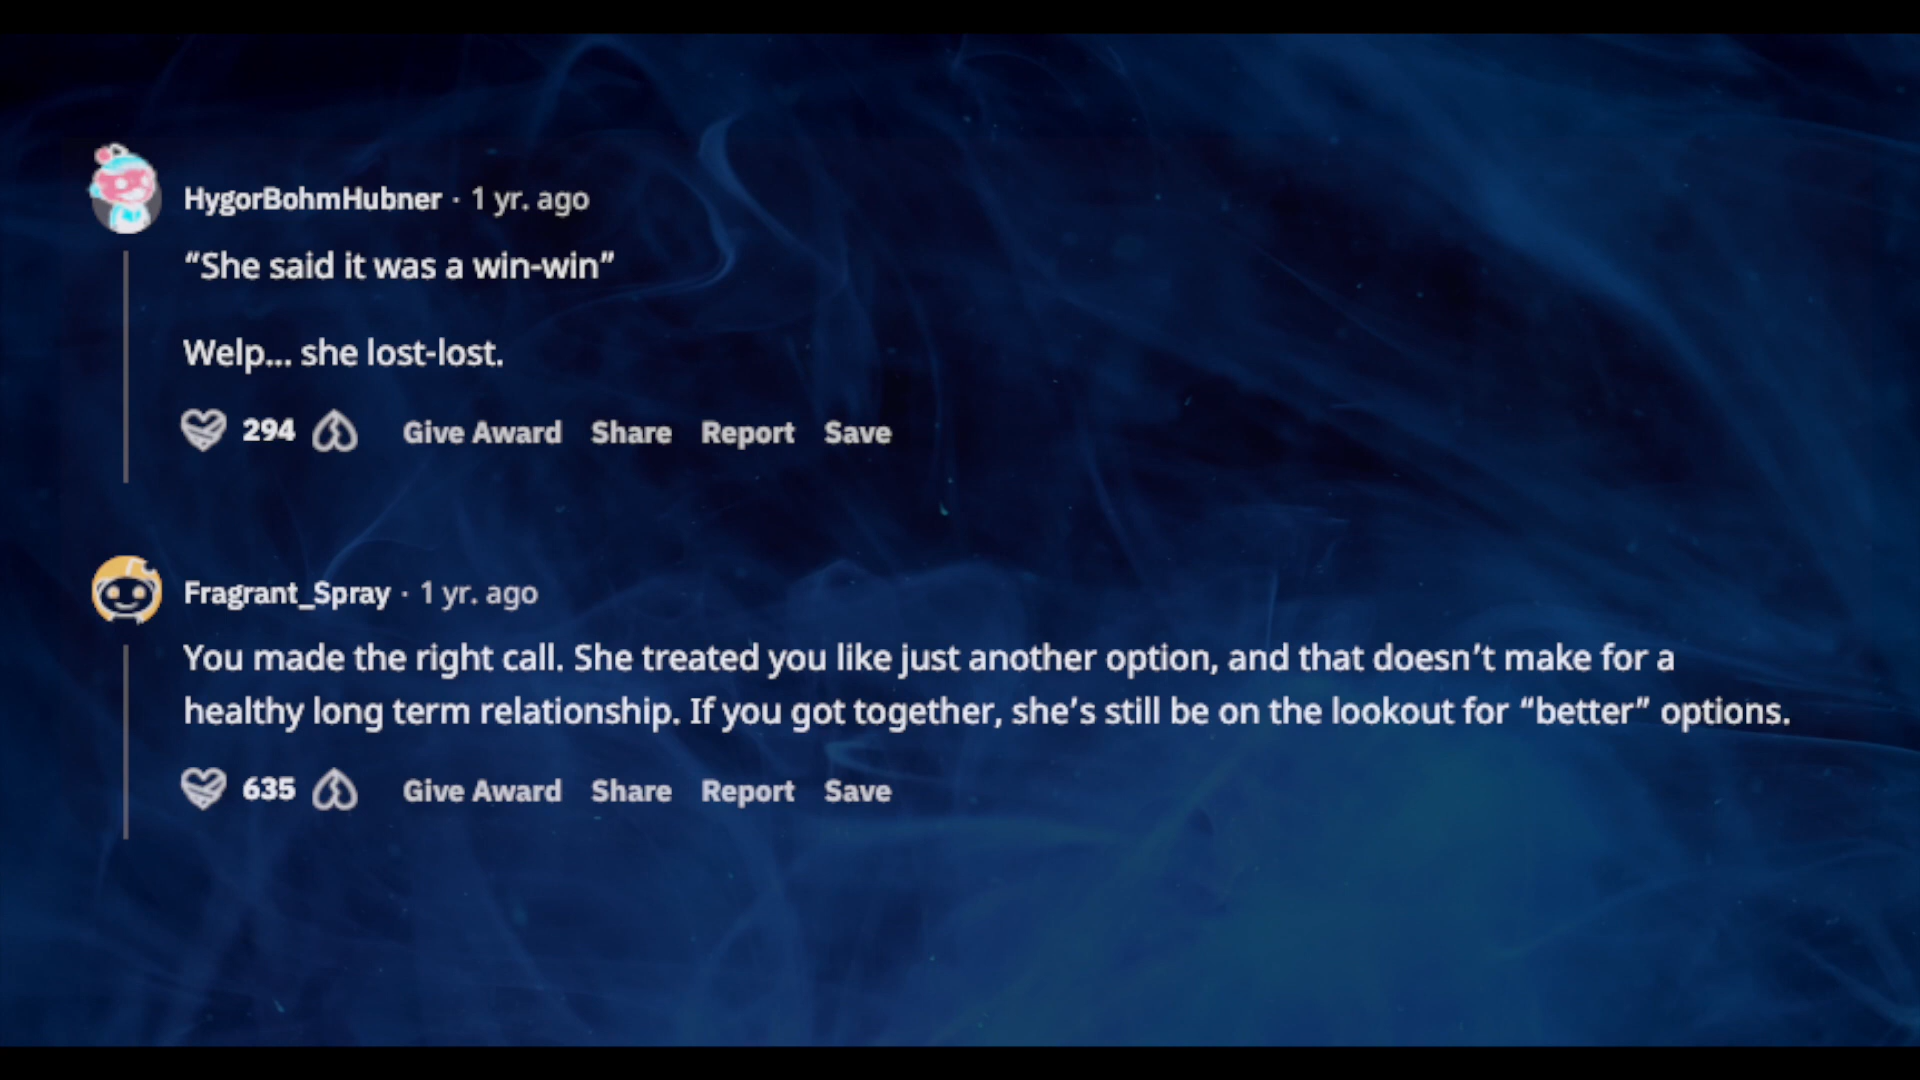 HygorBohmHubner · 1 yr. ago
“She said it was a win-win”
Welp... she lost-lost.
294 Give Award Share Report Save
Fragrant_Spray · 1 yr. ago
You made the right call. She treated you like just another option, and that doesn’t make for a
healthy long term relationship. If you got together, she’s still be on the lookout for “better” options.
635 Give Award Share Report Save